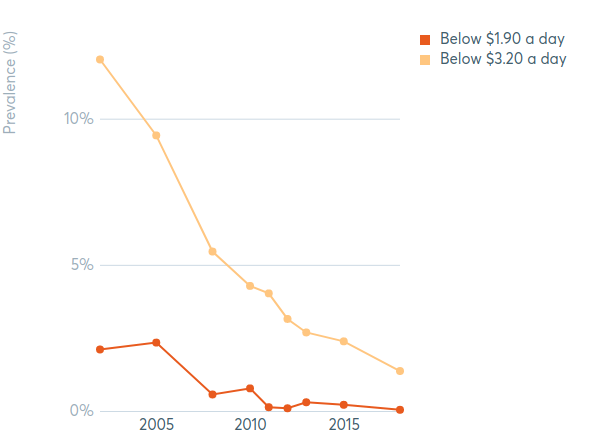 Below $1.90 a day
Below $3.20 a day
Prevalence (%)
10%
5%
0%
2005 2010 2015